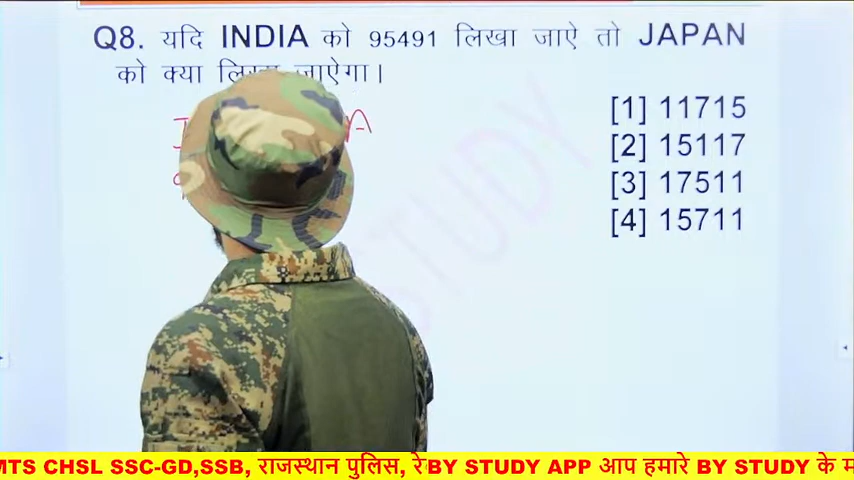 Q8. यदि INDIA को 95491 लिखा जाऐ तो JAPAN
को क्या जाऐगा।
[1] 11715
[2] 15117
[3] 17511
[4] 15711
A
STUDY
MTS CHSL SSC-GD,SSB, राजस्थान पुलिस, रे BY STUDY APP आप हमारे BY STUDY के म